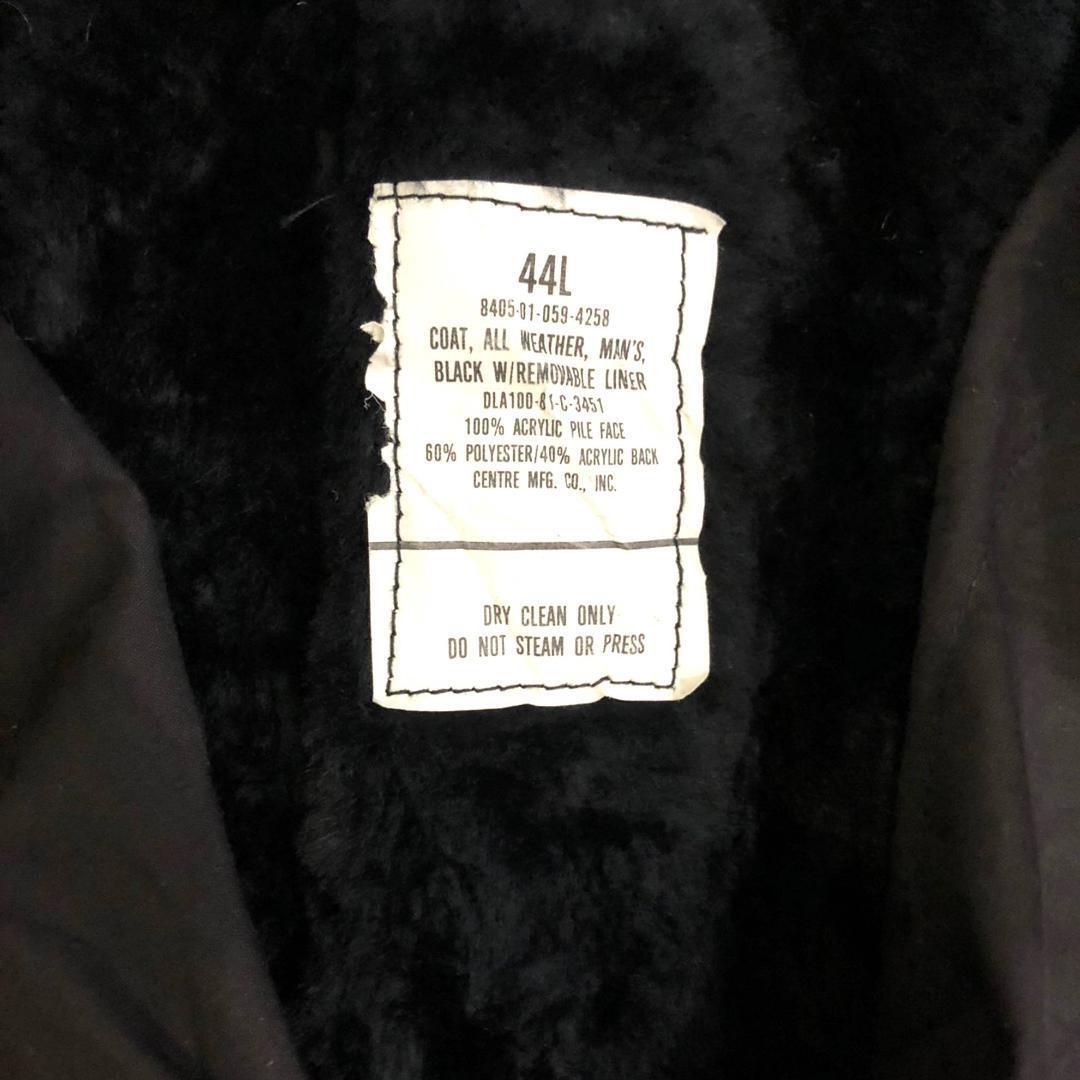 44L
8405-01-059-4258
COAT, ALL WEATHER, MAN'S,
BLACK W/REMOVABLE LINER
DLA100-81-C-3451
100% ACRYLIC PILE FACE
60% POLYESTER/40% ACRYLIC BACK
CENTRE MFG. CO., INC.
DRY CLEAN ONLY
DO NOT STEAM OR PRESS